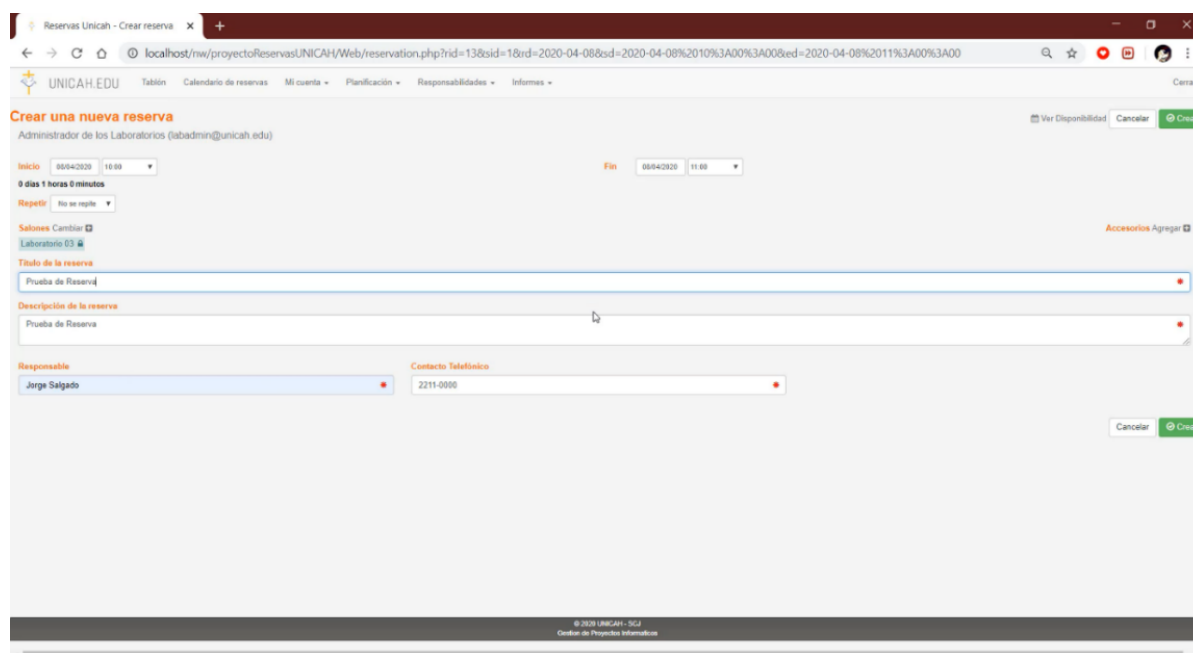 Reservas Unicah - Crear reserva
localhost/nw/proyectoReservasUNICAH/Web/reservation.php?rid=13&sid=1&rd=2020-04-08&sd=2020-04-08%2010%3A00%3A00&ed=2020-04-08%2011%3A00%3A00
UNICAH.EDU Tablón Calendario de reservas Mi cuenta Planificación Responsabilidades Informes Cerra
Crear una nueva reserva
Ver Disponibilidad Cancelar Crea
Administrador de los Laboratorios (labadmin@unicah.edu)
Inicio 08/04/2020 10:00 Fin 08/04/2020 11:00
0 días 1 horas 0 minutos
Repetir No se repite
Salones Cambiar Accesorios Agregar
Laboratorio 03
Título de la reserva
Prueba de Reserva
Descripción de la reserva
Prueba de Reserva
Responsable Contacto Telefónico
Jorge Salgado 2211-0000
Cancelar Crea
© 2020 UNICAH - SCJ
Gestion de Proyectos Informaticos